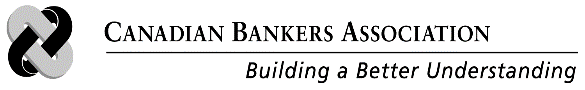 CANADIAN BANKERS ASSOCIATION
Building a Better Understanding